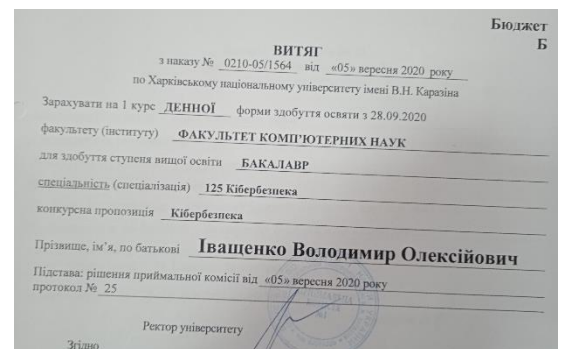 Бюджет
Б
ВИТЯГ
з наказу № 0210-05/1564 від «05» вересня 2020 року
по Харківському національному університету імені В.Н. Каразіна
Зарахувати на 1 курс ДЕННОЇ форми здобуття освяти з 28.09.2020
факультету (інституту) ФАКУЛЬТЕТ КОМП'ЮТЕРНИХ НАУК
для здобуття ступеня вищої освіти БАКАЛАВР
спеціальність (спеціалізація) 125 Кібербезпека
конкурсна пропозиція Кібербезпека
Прізвище, ім'я, по батькові Іващенко Володимир Олексійович
Підстава: рішення приймальної комісії від «05» вересня 2020 року
протокол № 25
Ректор університету
Згідно